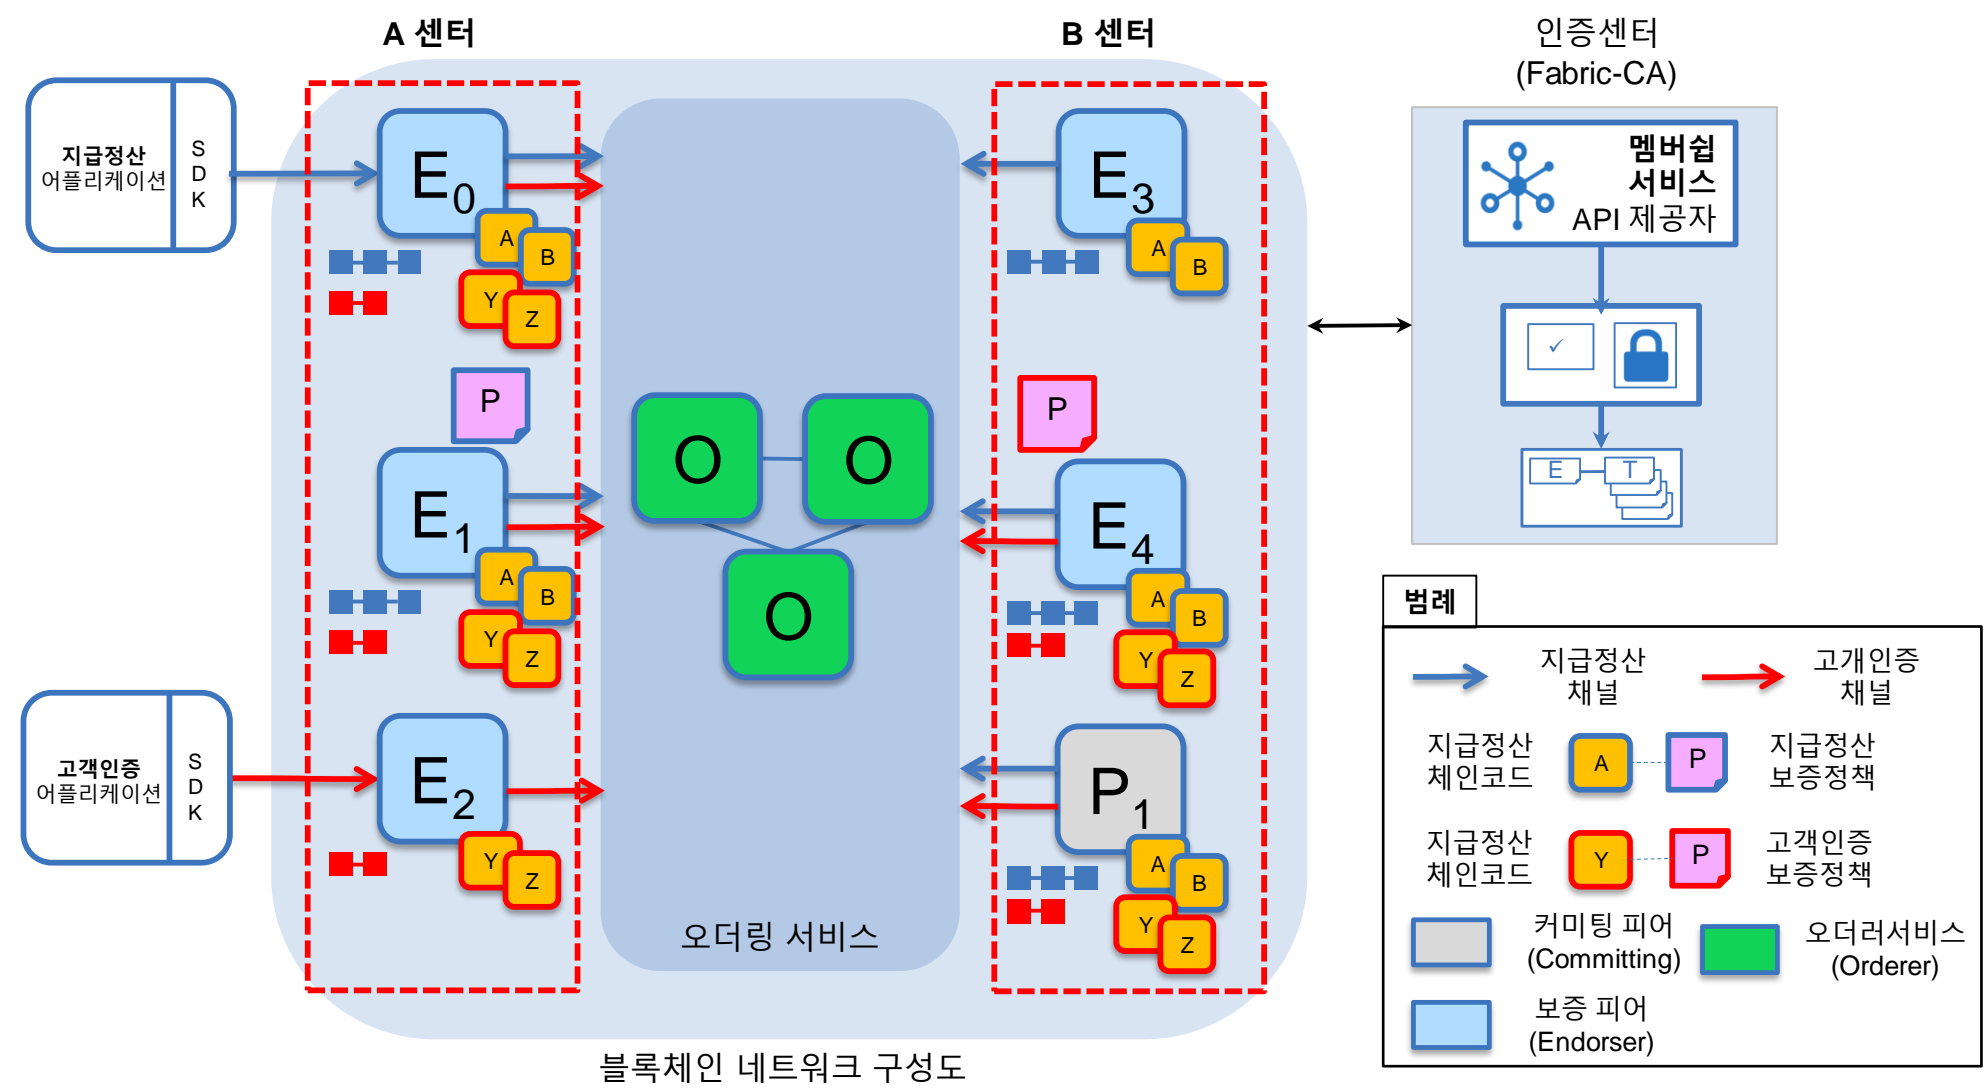 A 센터
B 센터
인증센터
(Fabric-CA)
지급정산
어플리케이션
S
D
K
E0
A
B
Y
Z
E3
A
B
멤버쉽
서비스
API 제공자
✓
P
P
O
O
O
E1
A
B
Y
Z
E4
A
B
Y
Z
E
T
고객인증
어플리케이션
S
D
K
E2
Y
Z
P1
A
B
Y
Z
오더링 서비스
블록체인 네트워크 구성도
범례
지급정산
채널
고개인증
채널
지급정산
체인코드
A
P
지급정산
보증정책
지급정산
체인코드
Y
P
고객인증
보증정책
커미팅 피어
(Committing)
오더러서비스
(Orderer)
보증 피어
(Endorser)